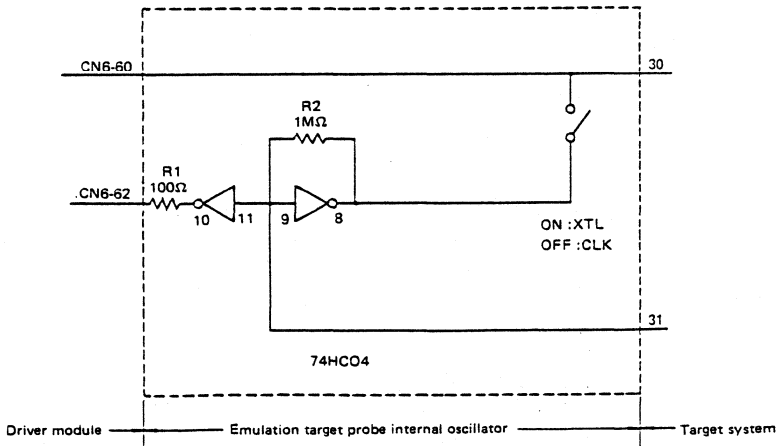 CN6-60
30
R2
1MΩ
R1
100Ω
.CN6-62
10
11
9
8
ON :XTL
OFF :CLK
31
74HCO4
Driver module
Emulation target probe internal oscillator
Target system